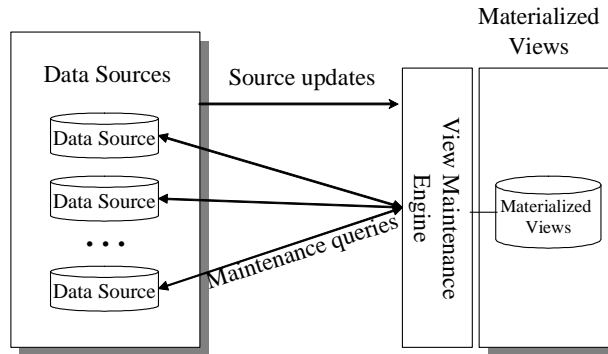 Materialized
Views
Data Sources
Source updates
Data Source
Data Source
...
Data Source
Maintenance queries
View Maintenance
Engine
Materialized
Views